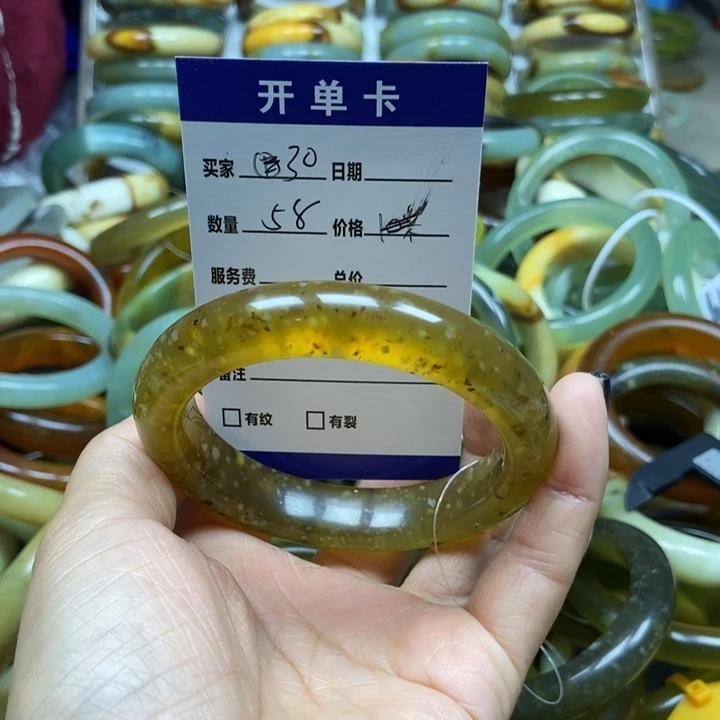 开单卡
买家 30 日期
数量 58 价格
服务费 总价
备注
□有纹 □有裂